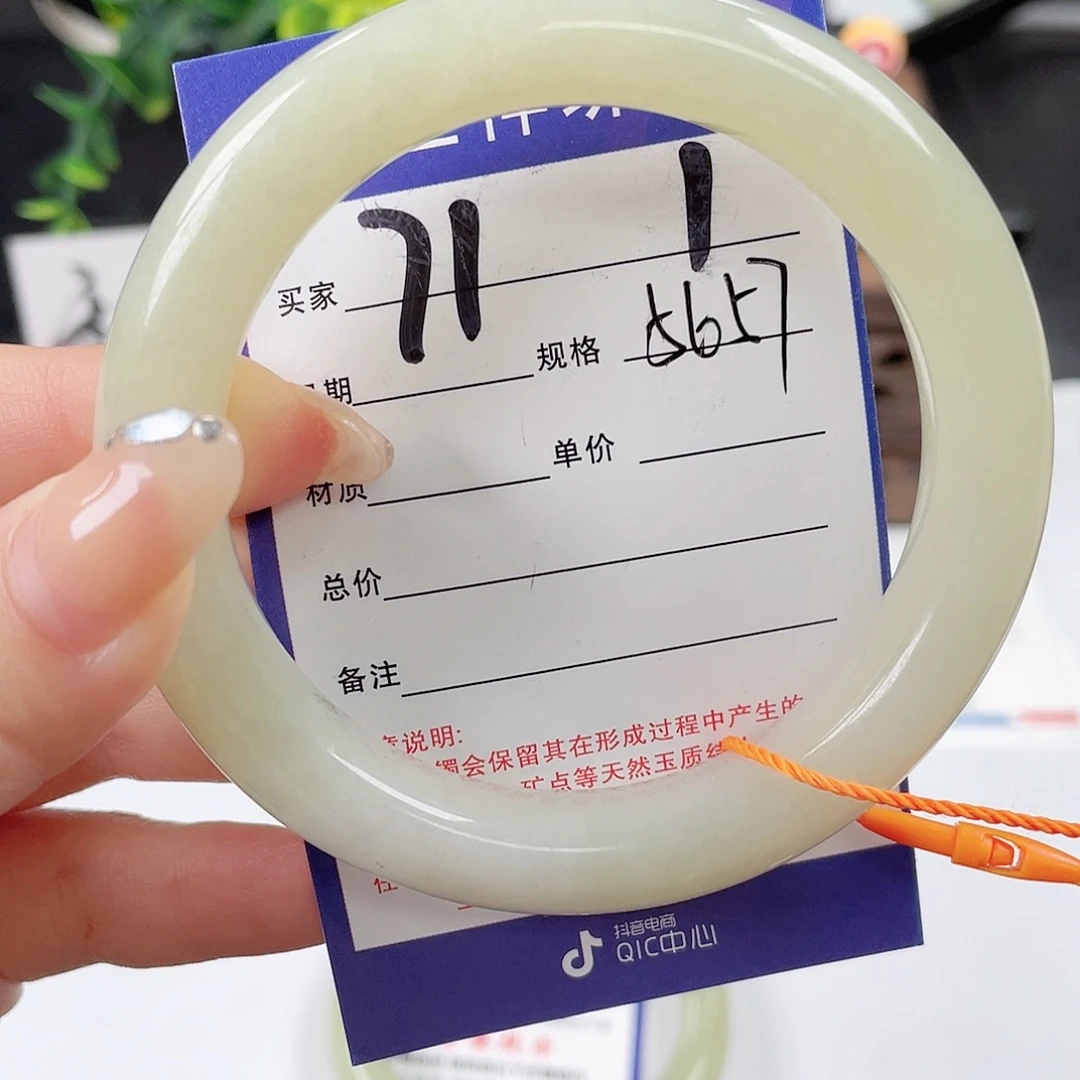 买家 71 1
期 规格 5657
材质 单价
总价
备注
说明:
镯会保留其在形成过程中产生的
矿点等天然玉质结
抖音电商
QIC中心